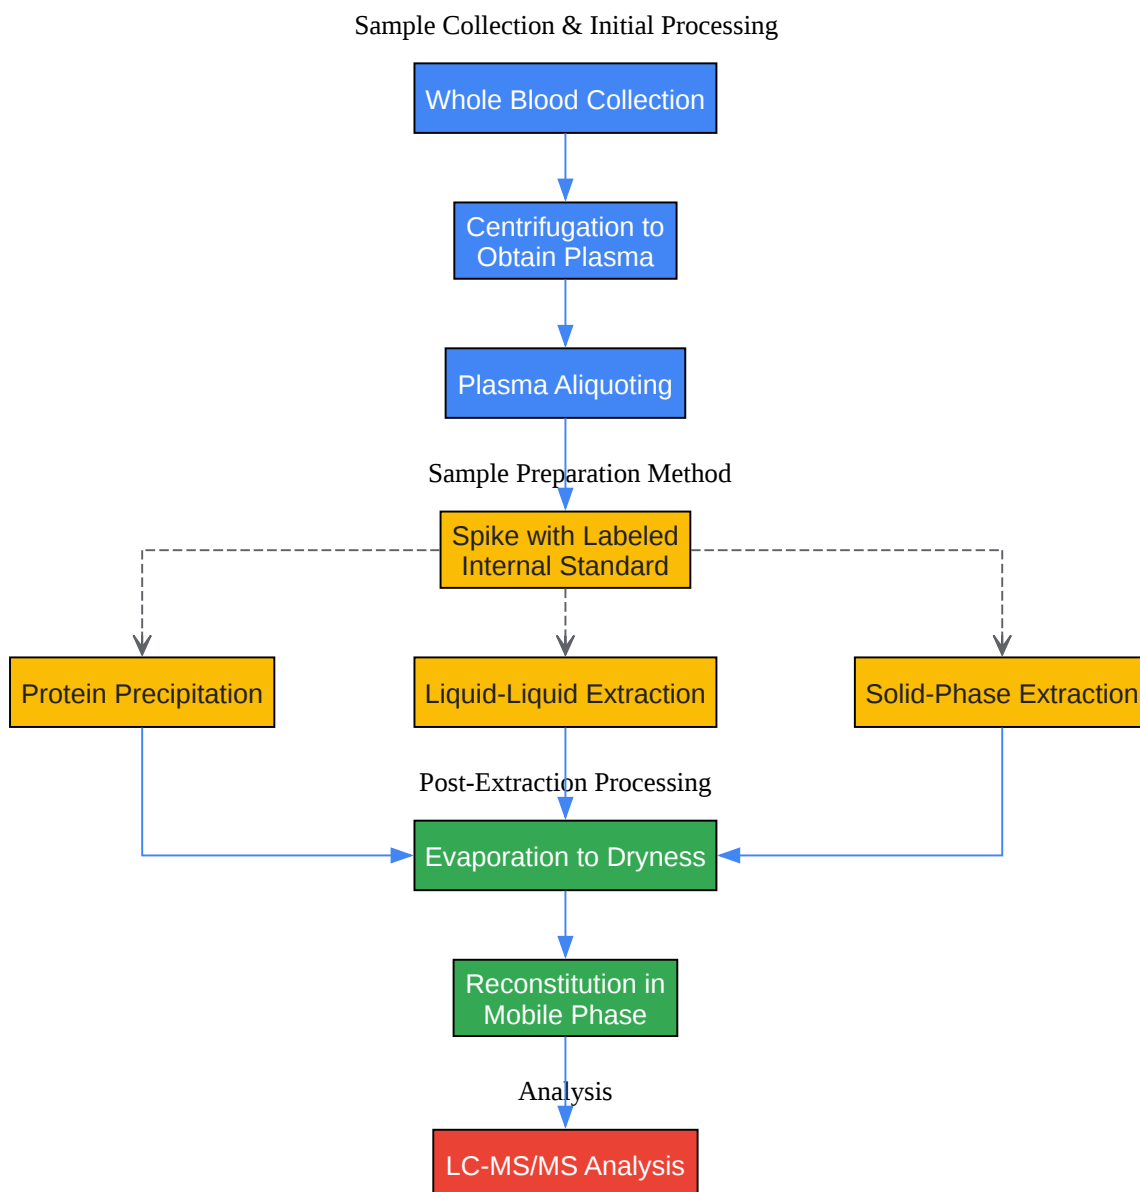 Sample Collection & Initial Processing
Whole Blood Collection
Centrifugation to
Obtain Plasma
Plasma Aliquoting
Sample Preparation Method
Spike with Labeled
Internal Standard
Protein Precipitation
Liquid-Liquid Extraction
Solid-Phase Extraction
Post-Extraction Processing
Evaporation to Dryness
Reconstitution in
Mobile Phase
Analysis
LC-MS/MS Analysis